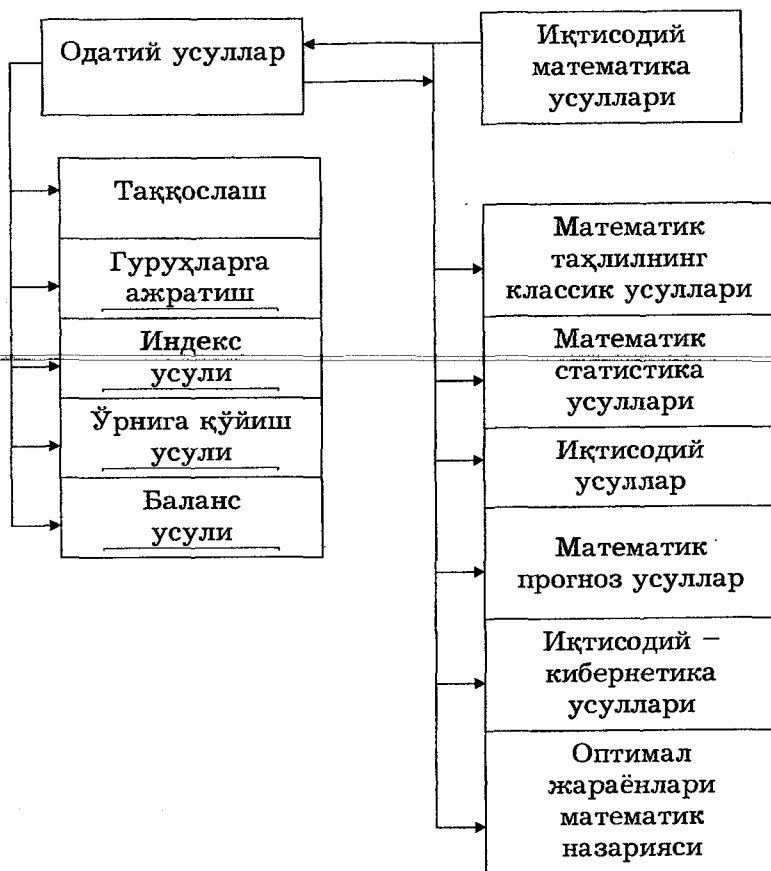 Одатий усуллар
Иқтисодий
математика
усуллари
Таққослаш
Гуруҳларга
ажратиш
Индекс
усули
Ўрнига қўйиш
усули
Баланс
усули
Математик
таҳлилнинг
классик усуллари
Математик
статистика
усуллари
Иқтисодий
усуллар
Математик
прогноз усуллар
Иқтисодий –
кибернетика
усуллари
Оптимал
жараёнлари
математик
назарияси